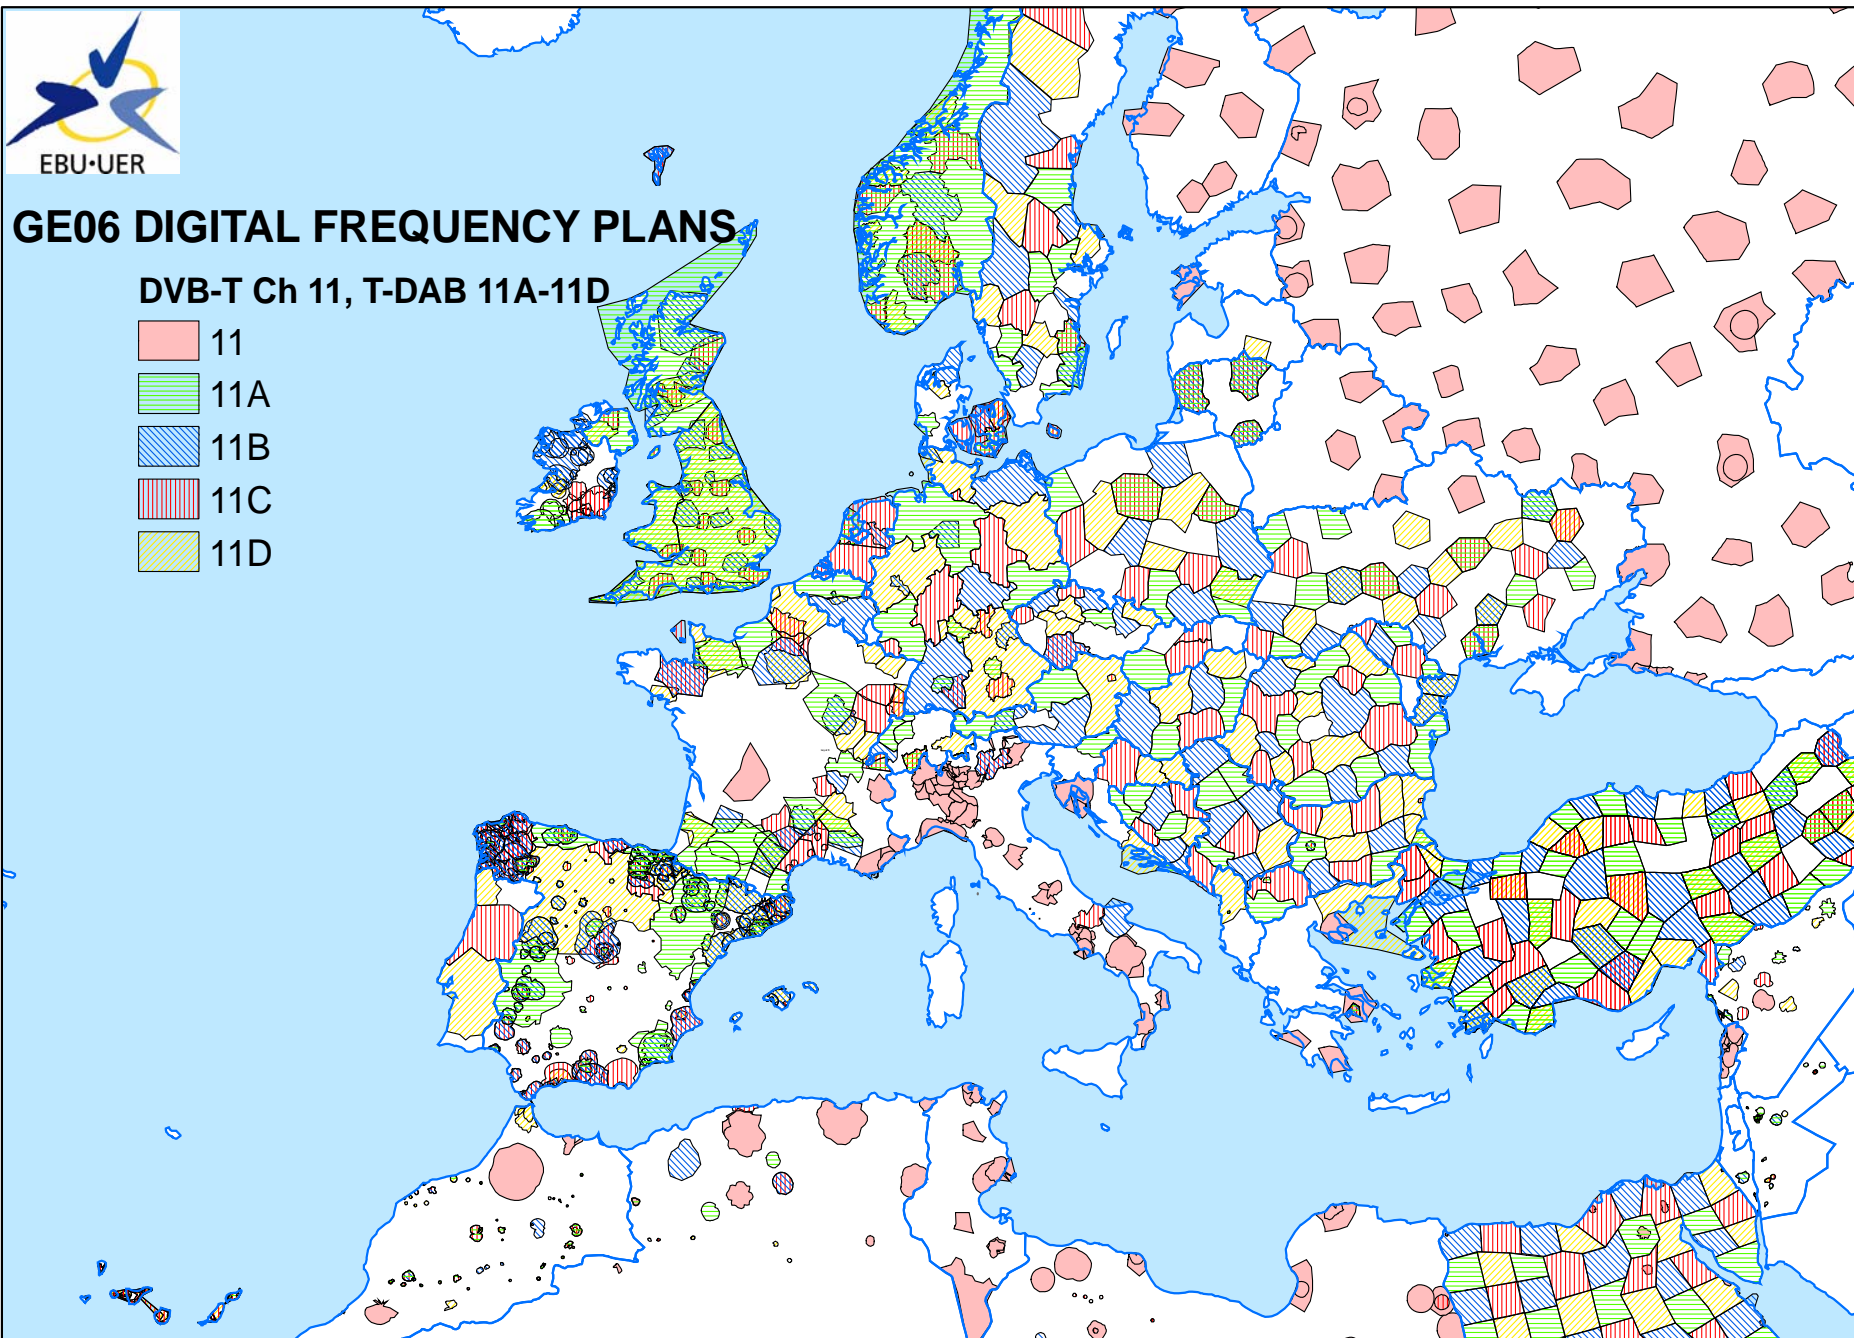 EBU·UER
GE06 DIGITAL FREQUENCY PLANS
DVB-T Ch 11, T-DAB 11A-11D
11
11A
11B
11C
11D